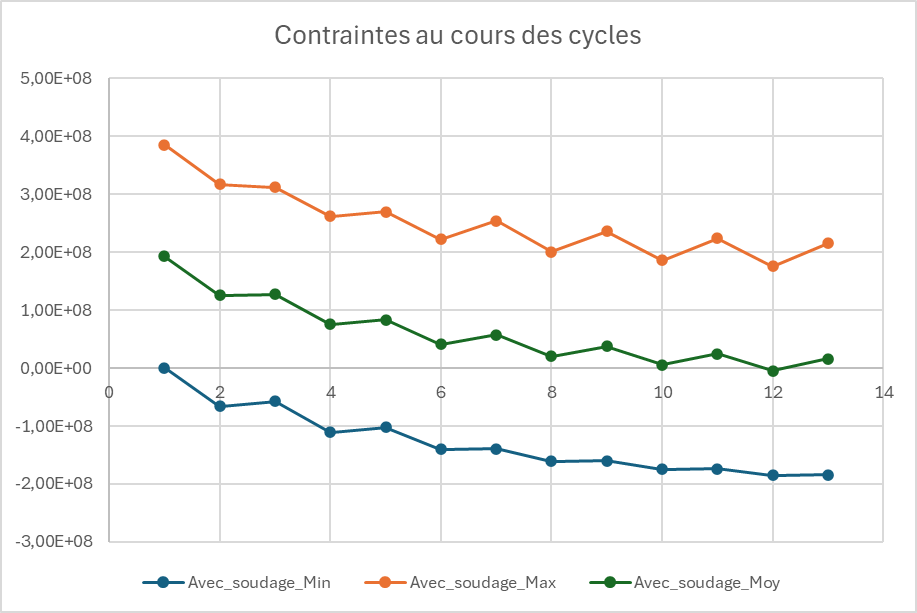 Contraintes au cours des cycles
5,00E+08
4,00E+08
3,00E+08
2,00E+08
1,00E+08
0,00E+00
0 2 4 6 8 10 12 14
-1,00E+08
-2,00E+08
-3,00E+08
Avec_soudage_Min Avec_soudage_Max Avec_soudage_Moy